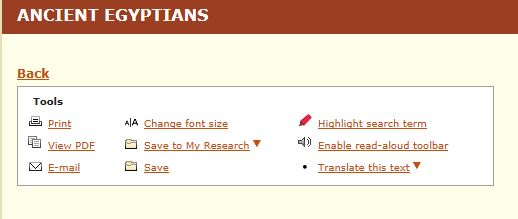 ANCIENT EGYPTIANS
Back
Tools
Print Change font size Highlight search term
View PDF Save to My Research Enable read-aloud toolbar
E-mail Save Translate this text